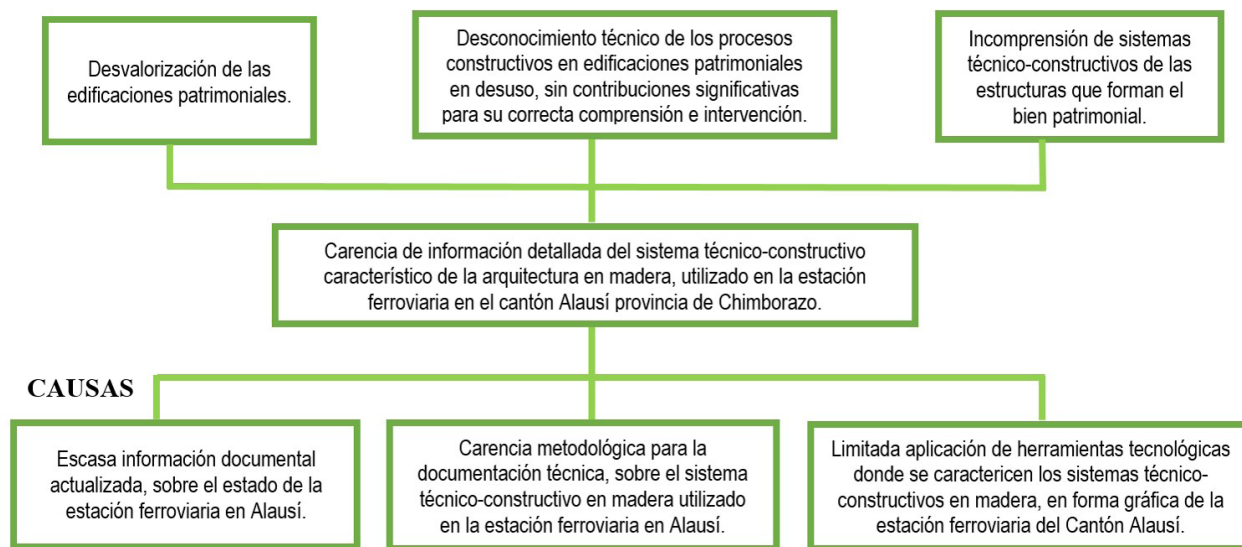 Desvalorización de las
edificaciones patrimoniales.
Desconocimiento técnico de los procesos
constructivos en edificaciones patrimoniales
en desuso, sin contribuciones significativas
para su correcta comprensión e intervención.
Incomprensión de sistemas
técnico-constructivos de las
estructuras que forman el
bien patrimonial.
Carencia de información detallada del sistema técnico-constructivo
característico de la arquitectura en madera, utilizado en la estación
ferroviaria en el cantón Alausí provincia de Chimborazo.
CAUSAS
Escasa información documental
actualizada, sobre el estado de la
estación ferroviaria en Alausí.
Carencia metodológica para la
documentación técnica, sobre el sistema
técnico-constructivo en madera utilizado
en la estación ferroviaria en Alausí.
Limitada aplicación de herramientas tecnológicas
donde se caractericen los sistemas técnico-
constructivos en madera, en forma gráfica de la
estación ferroviaria del Cantón Alausí.